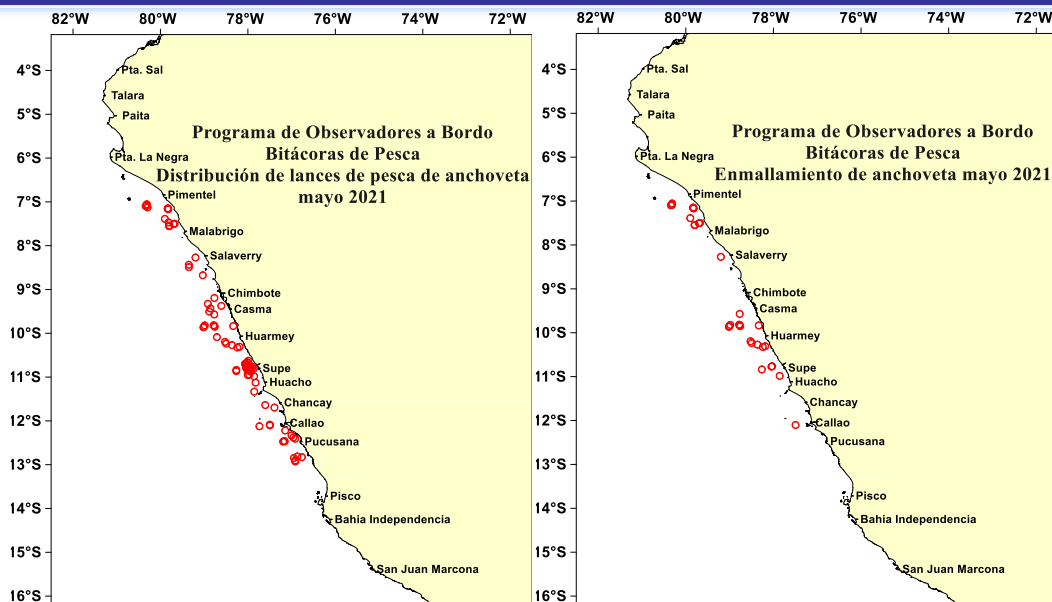 82°W 80°W 78°W 76°W 74°W 72°W
4°S
5°S
6°S
7°S
8°S
9°S
10°S
11°S
12°S
13°S
14°S
15°S
16°S
Pta. Sal
Talara
Paita
Programa de Observadores a Bordo
Bitácoras de Pesca
Pta. La Negra
Distribución de lances de pesca de anchoveta
mayo 2021
Pimentel
Malabrigo
Salaverry
Chimbote
Casma
Huarmey
Supe
Huacho
Chancay
Callao
Pucusana
Pisco
Bahia Independencia
San Juan Marcona
82°W 80°W 78°W 76°W 74°W 72°W
4°S
5°S
6°S
7°S
8°S
9°S
10°S
11°S
12°S
13°S
14°S
15°S
16°S
Pta. Sal
Talara
Paita
Programa de Observadores a Bordo
Bitácoras de Pesca
Pta. La Negra
Enmallamiento de anchoveta mayo 2021
Pimentel
Malabrigo
Salaverry
Chimbote
Casma
Huarmey
Supe
Huacho
Chancay
Callao
Pucusana
Pisco
Bahia Independencia
San Juan Marcona